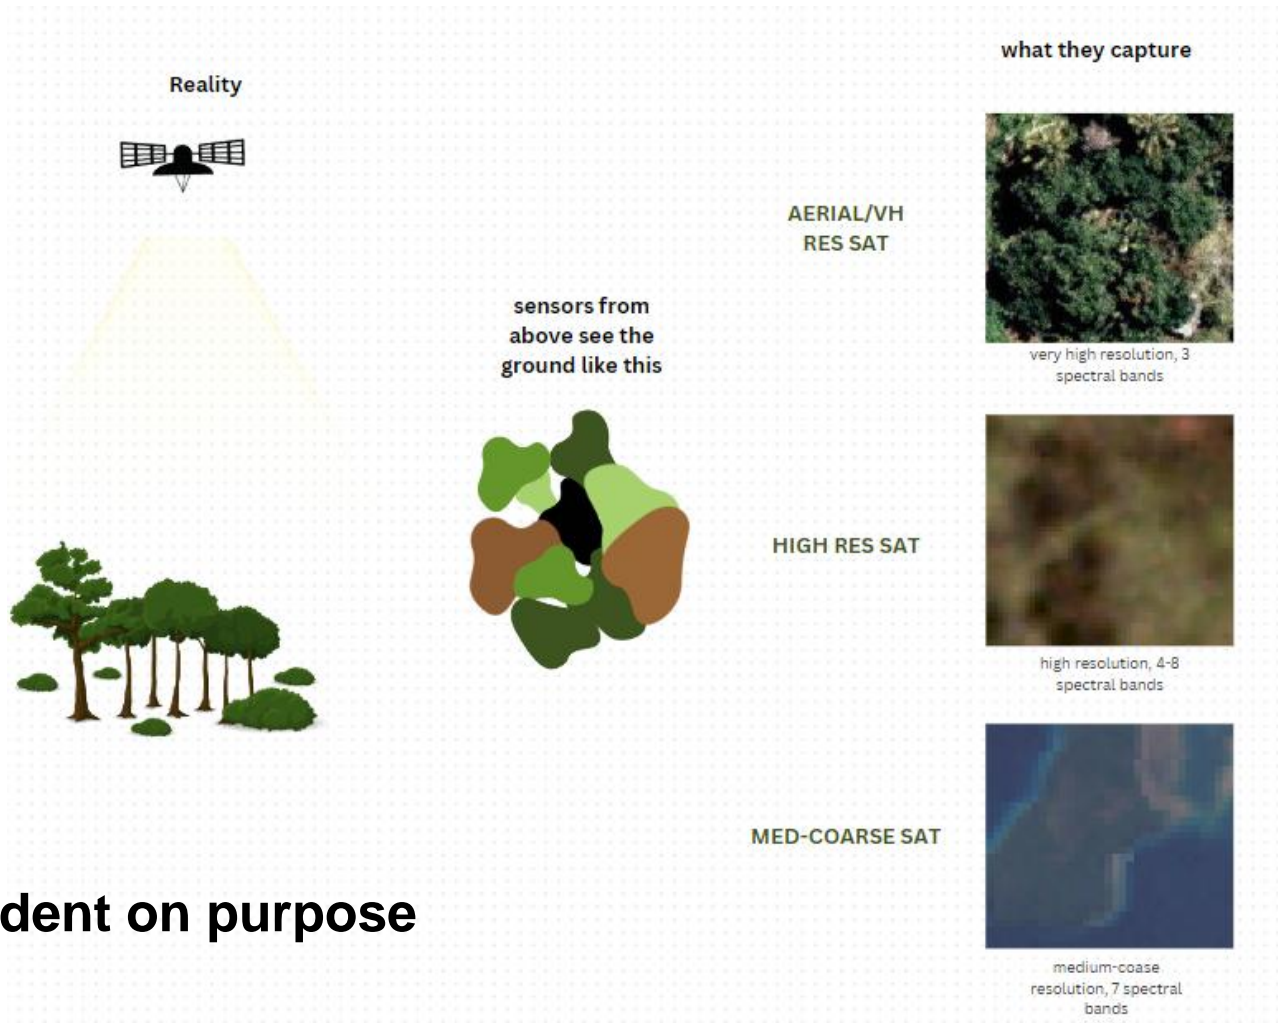 Reality
sensors from
above see the
ground like this
what they capture
AERIAL/VH
RES SAT
very high resolution, 3
spectral bands
HIGH RES SAT
high resolution, 4-8
spectral bands
MED-COARSE SAT
medium-coase
resolution, 7 spectral
bands
dent on purpose